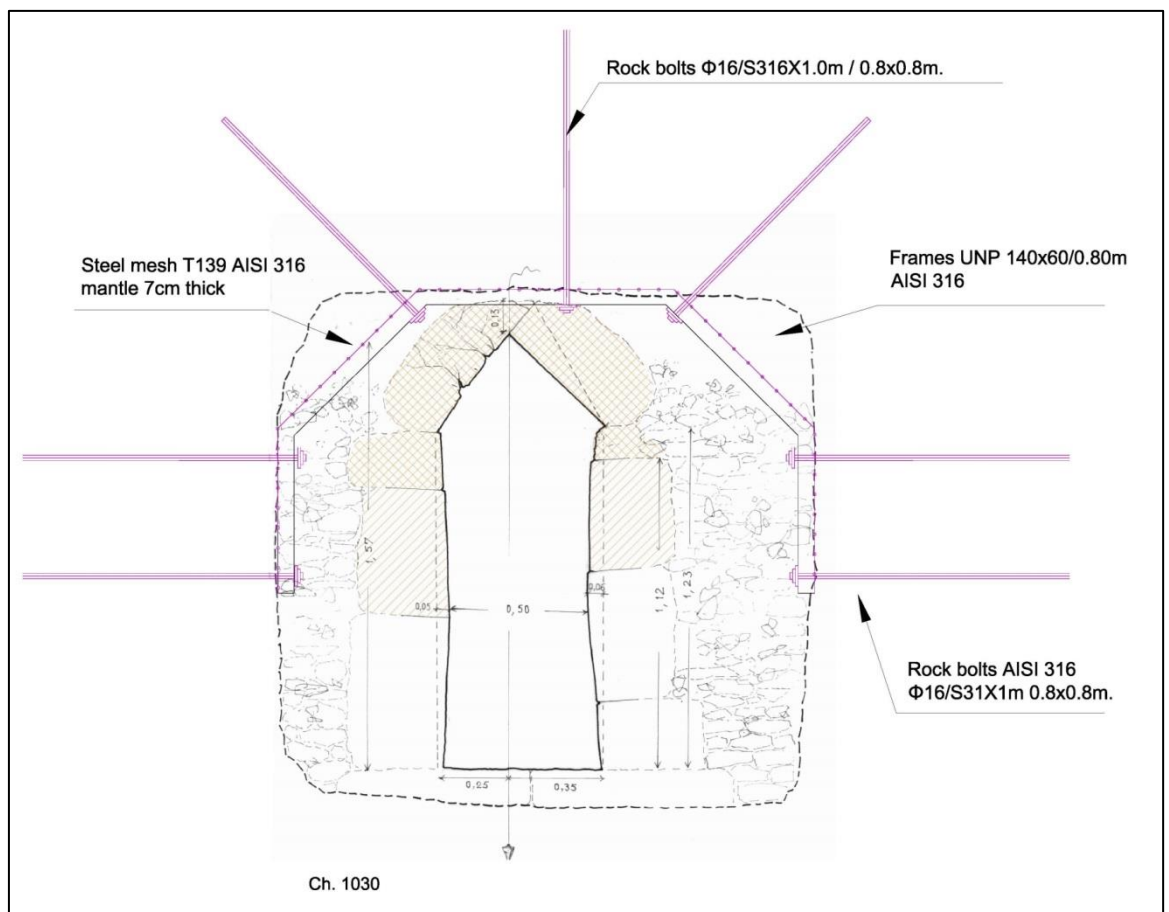 Rock bolts Φ16/S316X1.0m / 0.8x0.8m.
Steel mesh T139 AISI 316
mantle 7cm thick
Frames UNP 140x60/0.80m
AISI 316
0,15
1,57
0,05
0,50
0,06
1,12
1,23
0,25
0,35
Rock bolts AISI 316
Φ16/S31X1m 0.8x0.8m.
Ch. 1030